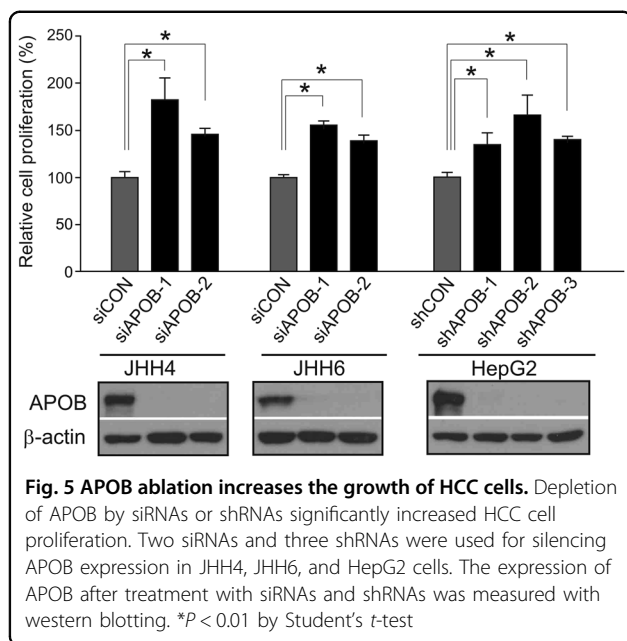 Relative cell proliferation (%)
250
200
150
100
50
0
* * * * * * *
siCON siAPOB-1 siAPOB-2 siCON siAPOB-1 siAPOB-2 shCON shAPOB-1 shAPOB-2 shAPOB-3
JHH4 JHH6 HepG2
APOB
β-actin
Fig. 5 APOB ablation increases the growth of HCC cells. Depletion
of APOB by siRNAs or shRNAs significantly increased HCC cell
proliferation. Two siRNAs and three shRNAs were used for silencing
APOB expression in JHH4, JHH6, and HepG2 cells. The expression of
APOB after treatment with siRNAs and shRNAs was measured with
western blotting. *P < 0.01 by Student's t-test